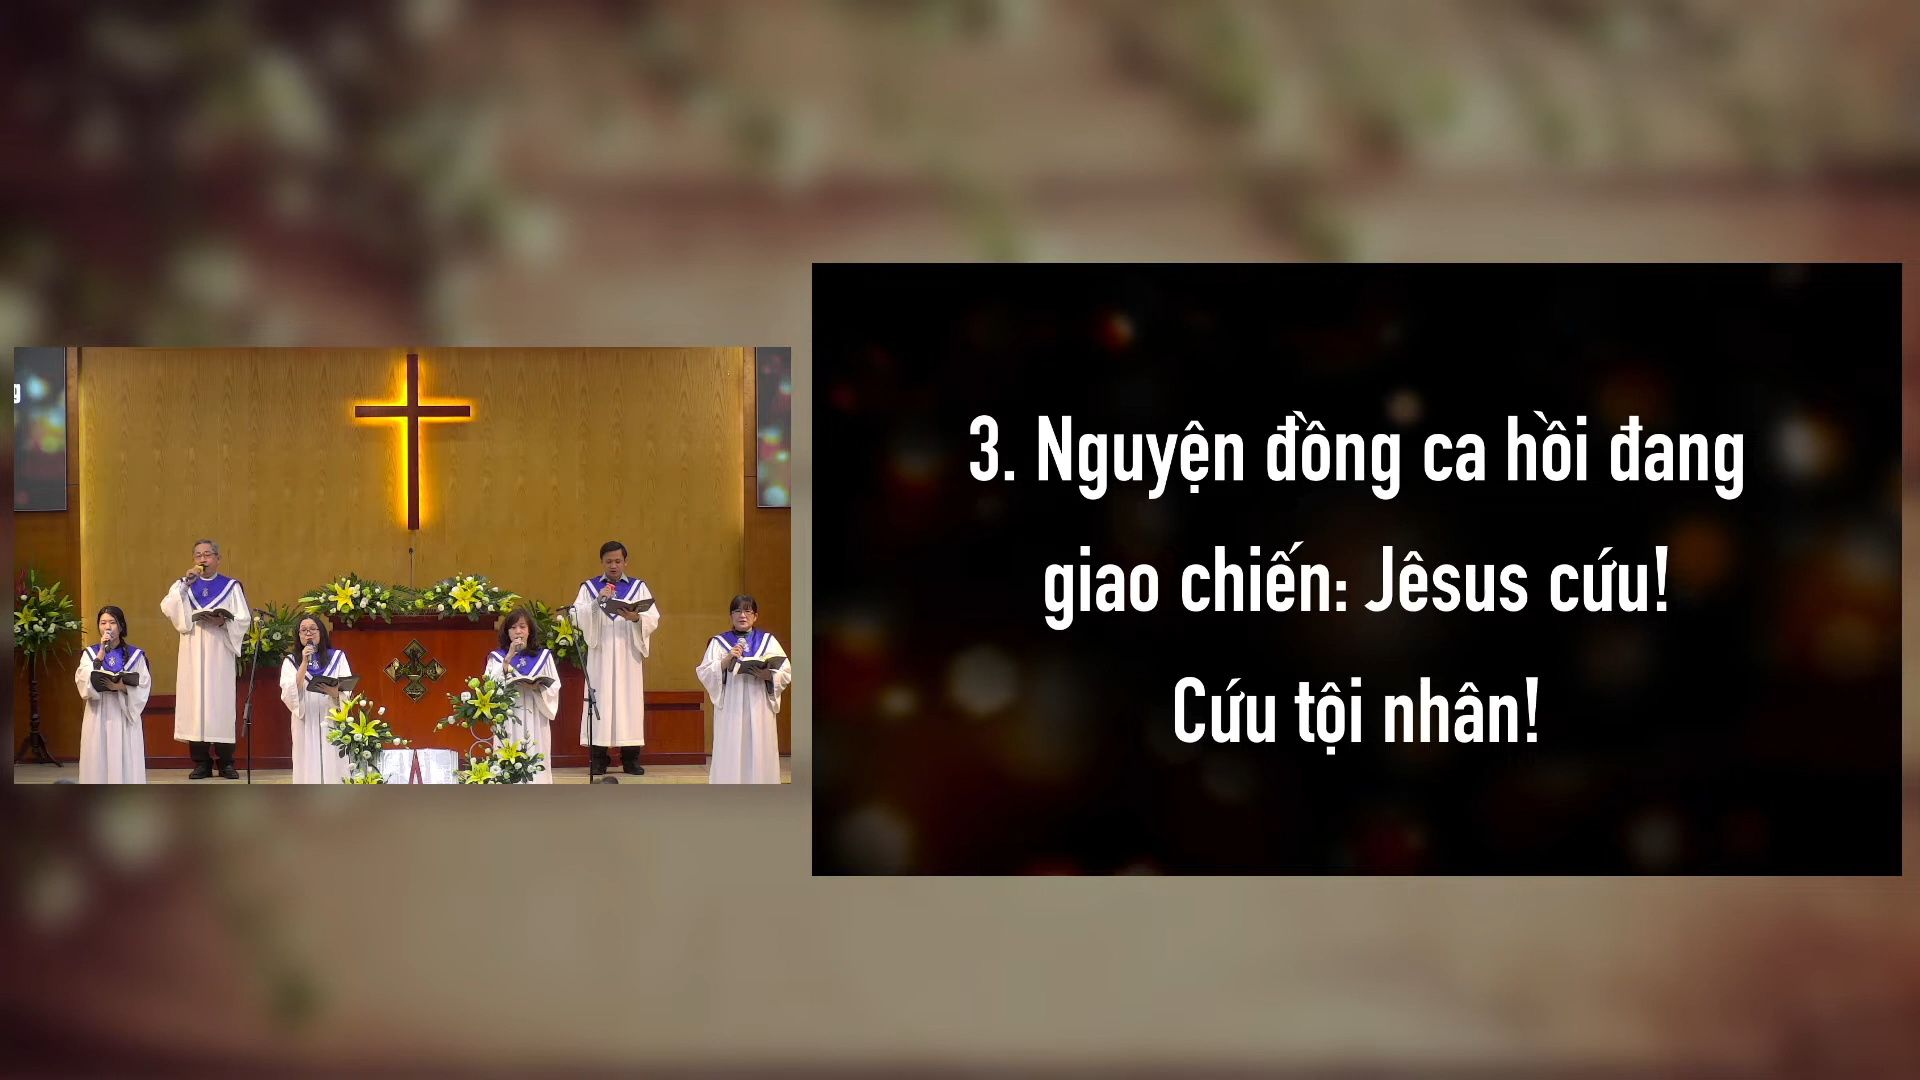 3. Nguyện đồng ca hồi đang
giao chiến: Jêsus cứu!
Cứu tội nhân!